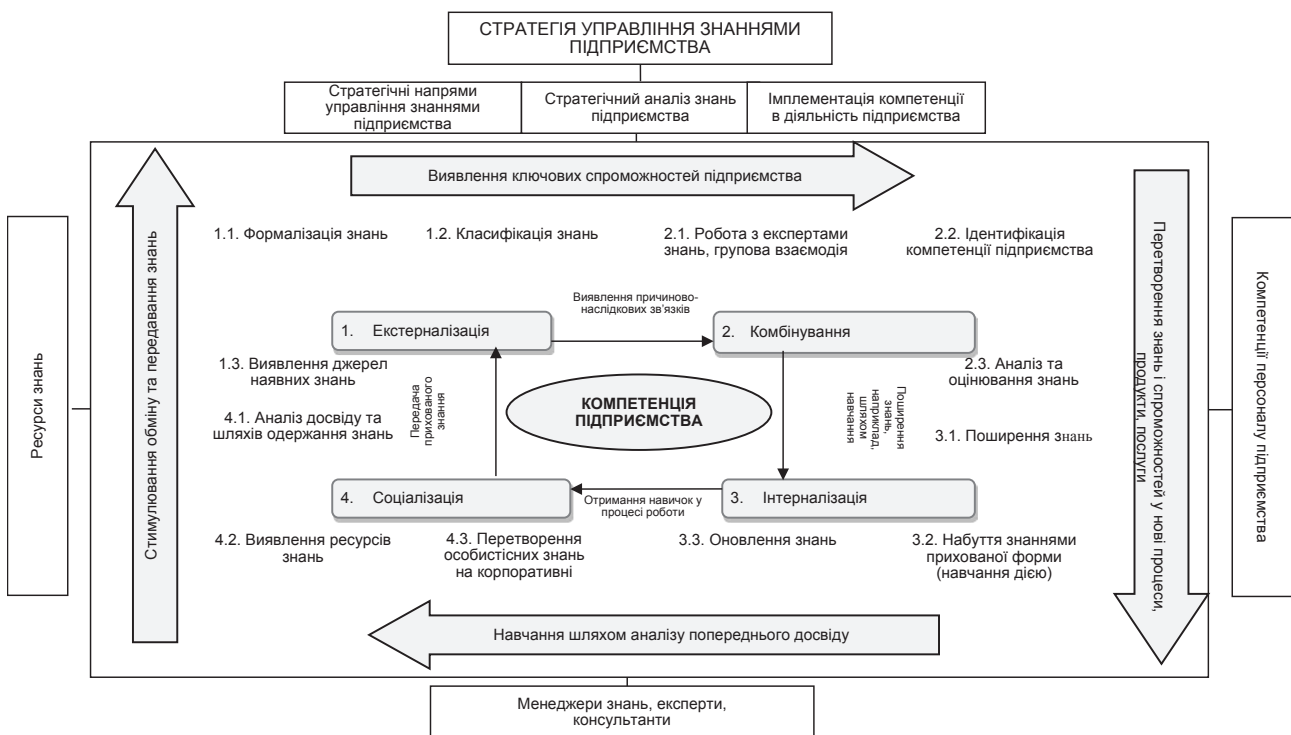 СТРАТЕГІЯ УПРАВЛІННЯ ЗНАННЯМИ
ПІДПРИЄМСТВА
Стратегічні напрями
управління знаннями
підприємства
Стратегічний аналіз знань
підприємства
Імплементація компетенції
в діяльність підприємства
Виявлення ключових спроможностей підприємства
Ресурси знань
Стимулювання обміну та передавання знань
1.1. Формалізація знань
1.2. Класифікація знань
2.1. Робота з експертами
знань, групова взаємодія
2.2. Ідентифікація
компетенції підприємства
Виявлення причиново-
наслідкових зв’язків
1. Екстерналізація
2. Комбінування
1.3. Виявлення джерел
наявних знань
2.3. Аналіз та
оцінювання знань
4.1. Аналіз досвіду та
шляхів одержання знань
Передача
прихованого
знання
КОМПЕТЕНЦІЯ
ПІДПРИЄМСТВА
Поширення
знань,
наприклад,
шляхом
навчання
3.1. Поширення знань
4. Соціалізація
Отримання навичок у
процесі роботи
3. Інтерналізація
4.2. Виявлення ресурсів
знань
4.3. Перетворення
особистісних знань
на корпоративні
3.3. Оновлення знань
3.2. Набуття знаннями
прихованої форми
(навчання дією)
Перетворення знань і спроможностей у нові процеси,
продукти, послуги
Компетенції персоналу підприємства
Навчання шляхом аналізу попереднього досвіду
Менеджери знань, експерти,
консультанти